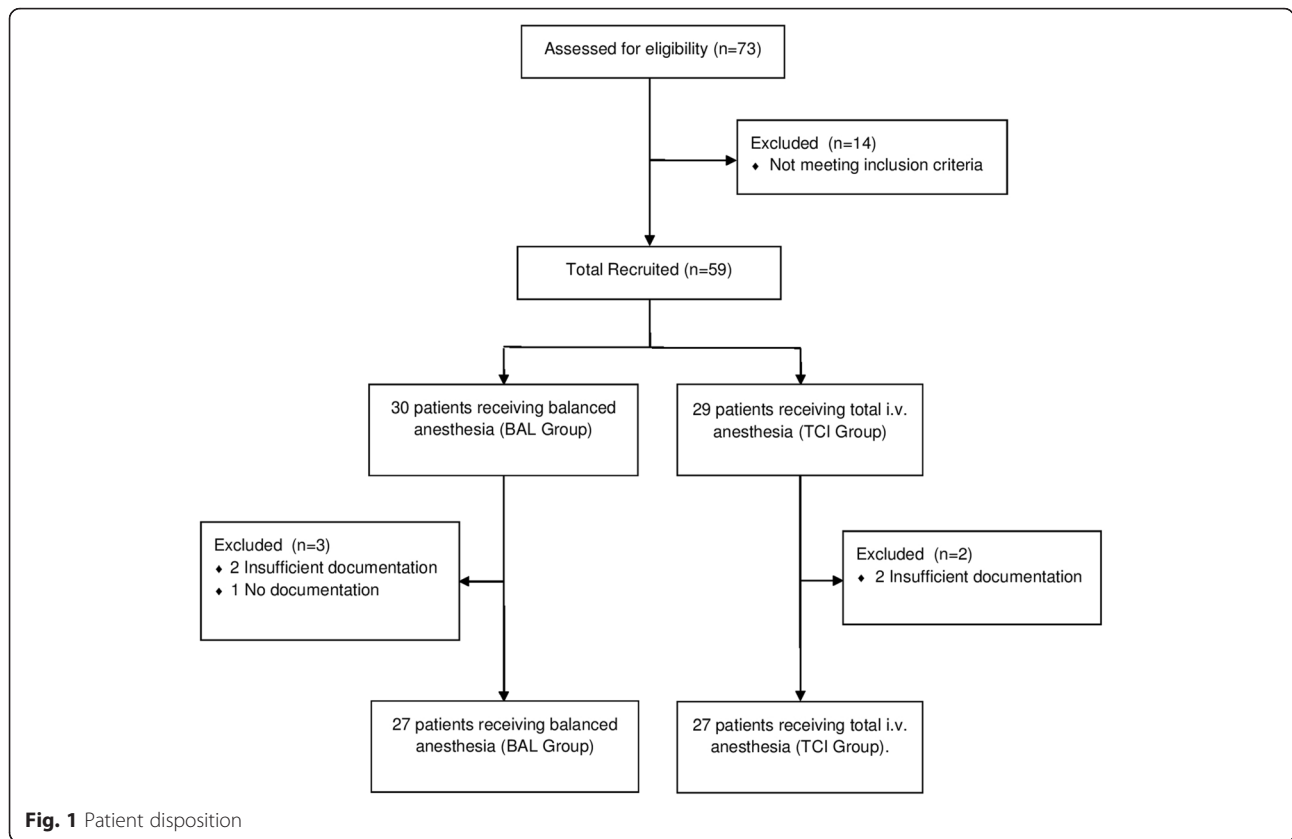 Assessed for eligibility (n=73)
Excluded (n=14)
♦ Not meeting inclusion criteria
Total Recruited (n=59)
30 patients receiving balanced
anesthesia (BAL Group)
29 patients receiving total i.v.
anesthesia (TCI Group)
Excluded (n=3)
♦ 2 Insufficient documentation
♦ 1 No documentation
Excluded (n=2)
♦ 2 Insufficient documentation
27 patients receiving balanced
anesthesia (BAL Group)
27 patients receiving total i.v.
anesthesia (TCI Group).
Fig. 1 Patient disposition